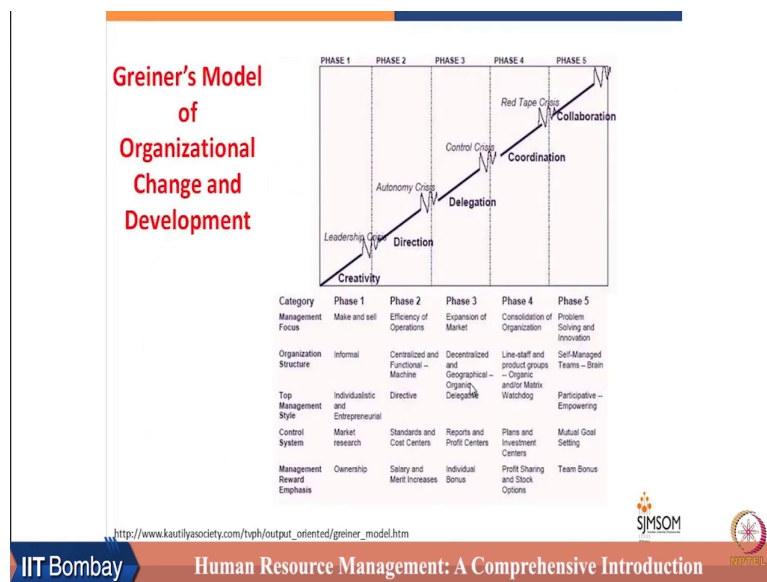 Greiner's Model
of
Organizational
Change and
Development
PHASE 1 PHASE 2 PHASE 3 PHASE 4 PHASE 5
Red Tape Crisis
Collaboration
Control Crisis
Coordination
Autonomy Crisis
Delegation
Leadership Crisis
Direction
Creativity
Category Phase 1 Phase 2 Phase 3 Phase 4 Phase 5
Management Make and sell Efficiency of Expansion of Consolidation of Problem
Focus Operations Market Organization Solving and
Innovation
Organization Informal Centralized and Decentralized Line-staff and Self-Managed
Structure Functional -- and product groups Teams -- Brain
Machine Geographical -- -- Organic
Organic and/or Matrix
Top Individualistic Directive Delegative Watchdog Participative --
Management and Empowering
Style Entrepreneurial
Control Market Standards and Reports and Plans and Mutual Goal
System research Cost Centers Profit Centers Investment Setting
Centers
Management Ownership Salary and Individual Profit Sharing Team Bonus
Reward Merit Increases Bonus and Stock
Emphasis Options
http://www.kautilyasociety.com/tvph/output_oriented/greiner_model.htm
SJMSOM
IIT Bombay
Human Resource Management: A Comprehensive Introduction
NPTEL